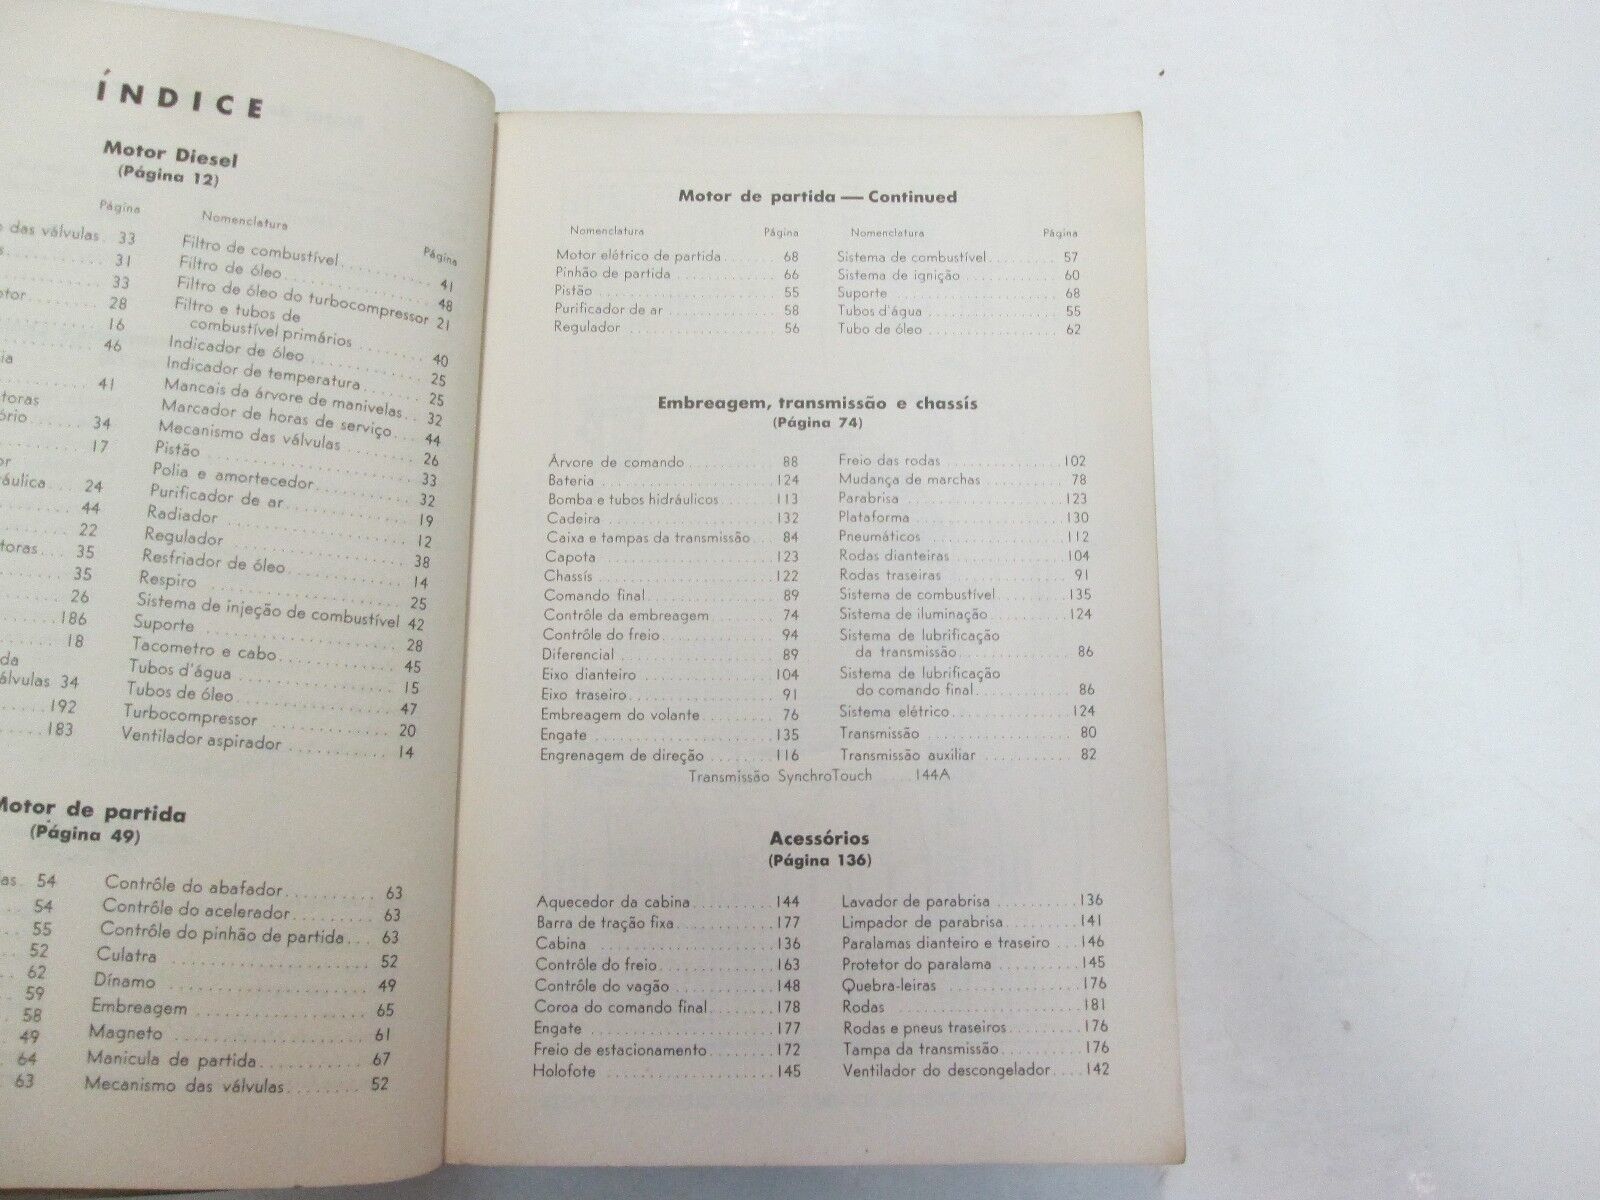 ÍNDICE
Motor Diesel
(Página 12)
Página
das válvulas. 33
31
33
28
16
46
41
34
17
24
44
22
35
35
26
186
18
válvulas 34
192
183
Nomenclatura Página
Filtro de combustível 41
Filtro de óleo 48
Filtro de óleo do turbocompressor 21
Filtro e tubos de
combustível primários 40
Indicador de óleo 25
Indicador de temperatura 25
Mancais da árvore de manivelas 32
Marcador de horas de serviço 44
Mecanismo das válvulas 26
Pistão 33
Polia e amortecedor 32
Purificador de ar 19
Radiador 12
Regulador 38
Resfriador de óleo 14
Respiro 25
Sistema de injeção de combustível 42
Suporte 28
Tacometro e cabo 45
Tubos d'água 15
Tubos de óleo 47
Turbocompressor 20
Ventilador aspirador 14
Motor de partida
(Página 49)
54
54
55
52
62
59
58
49
64
63
Contrôle do abafador 63
Contrôle do acelerador 63
Contrôle do pinhão de partida 63
Culatra 52
Dínamo 49
Embreagem 65
Magneto 61
Manicula de partida 67
Mecanismo das válvulas 52
Motor de partida — Continued
Nomenclatura Página
Motor elétrico de partida 68
Pinhão de partida 66
Pistão 55
Purificador de ar 58
Regulador 56
Nomenclatura Página
Sistema de combustível 57
Sistema de ignição 60
Suporte 68
Tubos d'água 55
Tubo de óleo 62
Embreagem, transmissão e chassís
(Página 74)
Árvore de comando 88
Bateria 124
Bomba e tubos hidráulicos 113
Cadeira 132
Caixa e tampas da transmissão 84
Capota 123
Chassís 122
Comando final 89
Contrôle da embreagem 74
Contrôle do freio 94
Diferencial 89
Eixo dianteiro 104
Eixo traseiro 91
Embreagem do volante 76
Engate 135
Engrenagem de direção 116
Freio das rodas 102
Mudança de marchas 78
Parabrisa 123
Plataforma 130
Pneumáticos 112
Rodas dianteiras 104
Rodas traseiras 91
Sistema de combustível 135
Sistema de iluminação 124
Sistema de lubrificação
da transmissão 86
Sistema de lubrificação
do comando final 86
Sistema elétrico 124
Transmissão 80
Transmissão auxiliar 82
Transmissão SynchroTouch 144A
Acessórios
(Página 136)
Aquecedor da cabina 144
Barra de tração fixa 177
Cabina 136
Contrôle do freio 163
Contrôle do vagão 148
Coroa do comando final 178
Engate 177
Freio de estacionamento 172
Holofote 145
Lavador de parabrisa 136
Limpador de parabrisa 141
Paralamas dianteiro e traseiro 146
Protetor do paralama 145
Quebra-leiras 176
Rodas 181
Rodas e pneus traseiros 176
Tampa da transmissão 176
Ventilador do descongelador 142